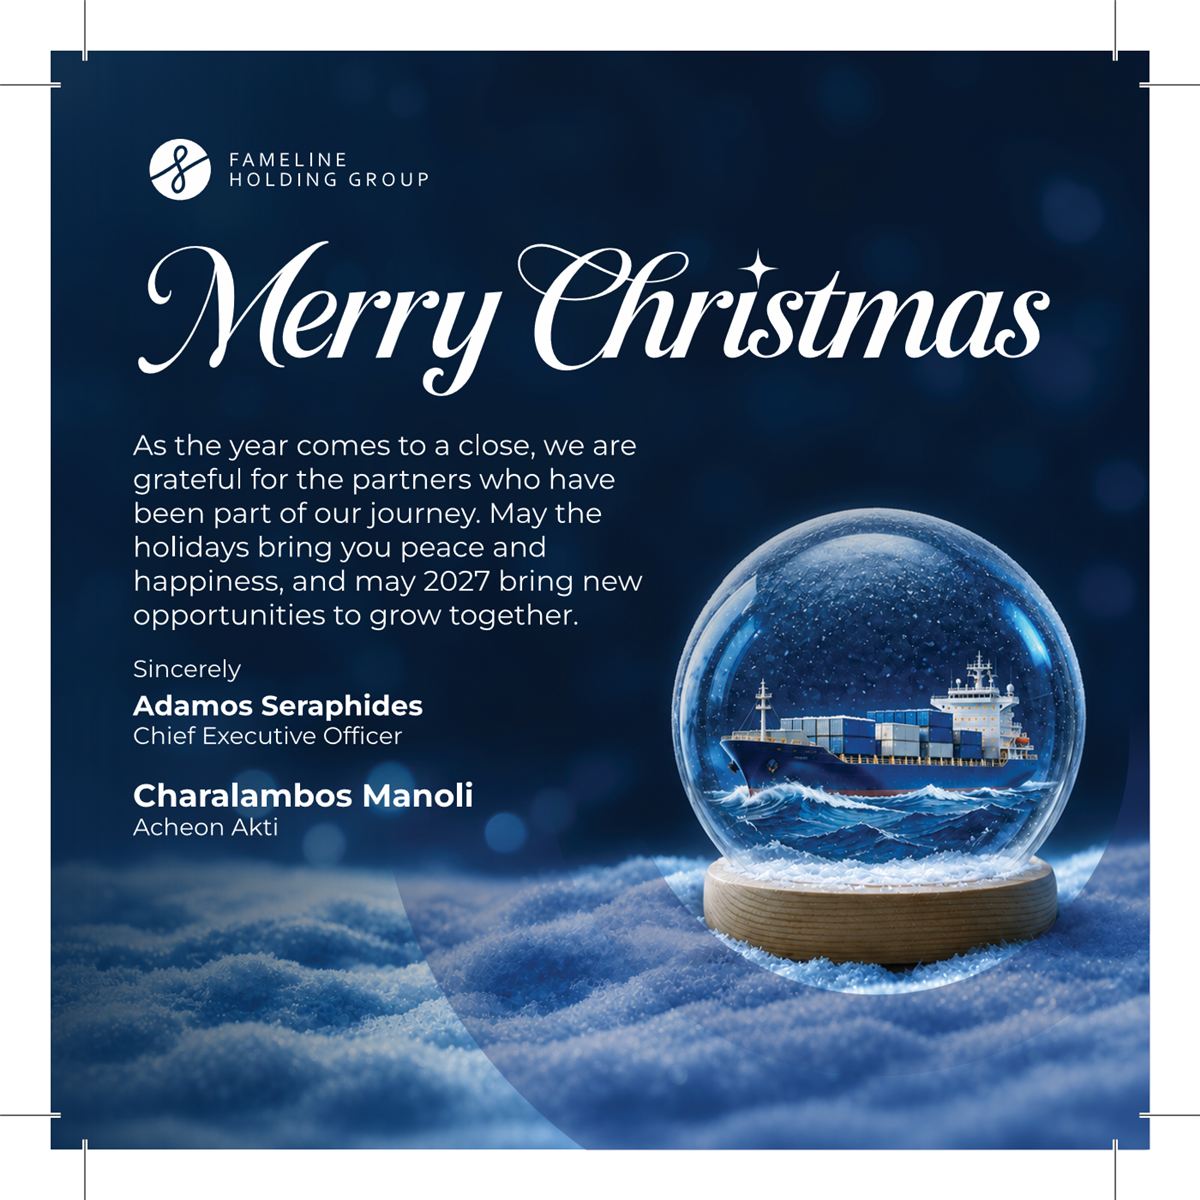 FAMELINE
HOLDING GROUP
Merry Christmas
As the year comes to a close, we are
grateful for the partners who have
been part of our journey. May the
holidays bring you peace and
happiness, and may 2027 bring new
opportunities to grow together.
Sincerely
Adamos Seraphides
Chief Executive Officer
Charalambos Manoli
Acheon Akti